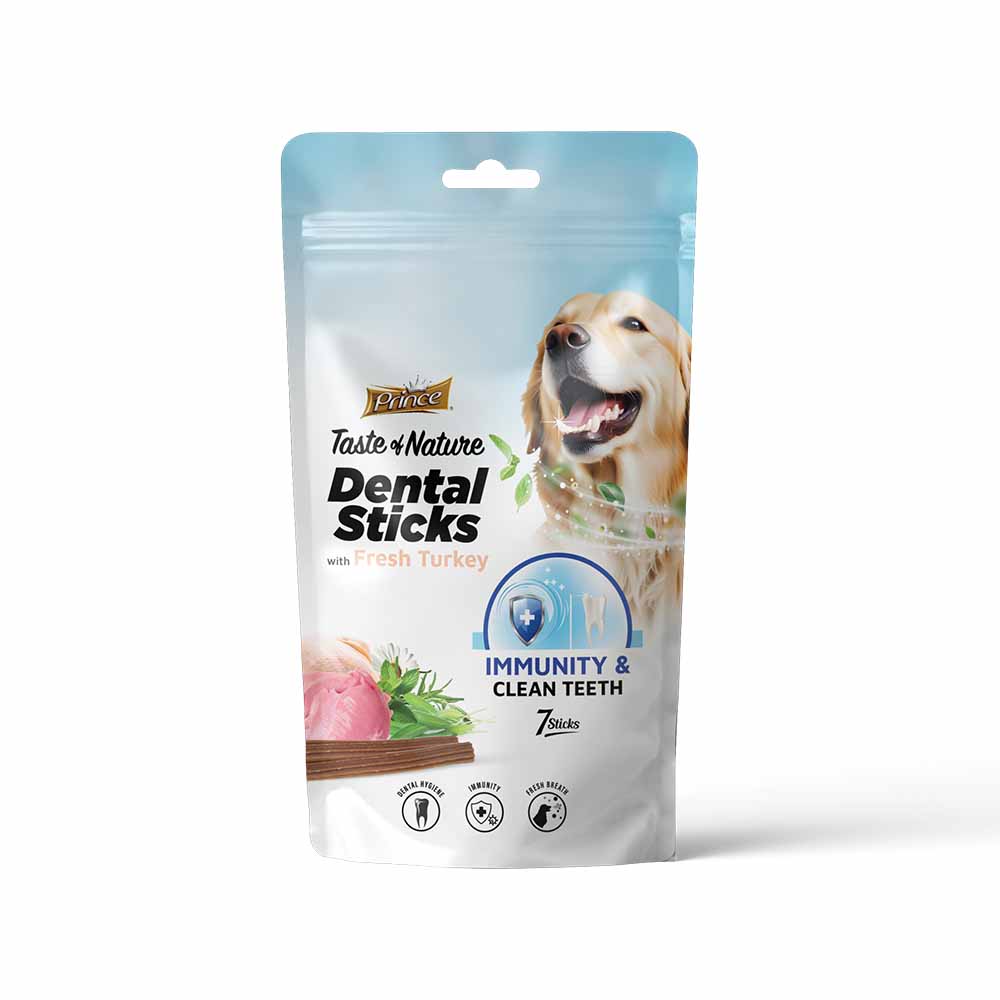 Prince®
Taste of Nature
Dental
Sticks
with Fresh Turkey
IMMUNITY &
CLEAN TEETH
7 Sticks
DENTAL HYGIENE
IMMUNITY
FRESH BREATH